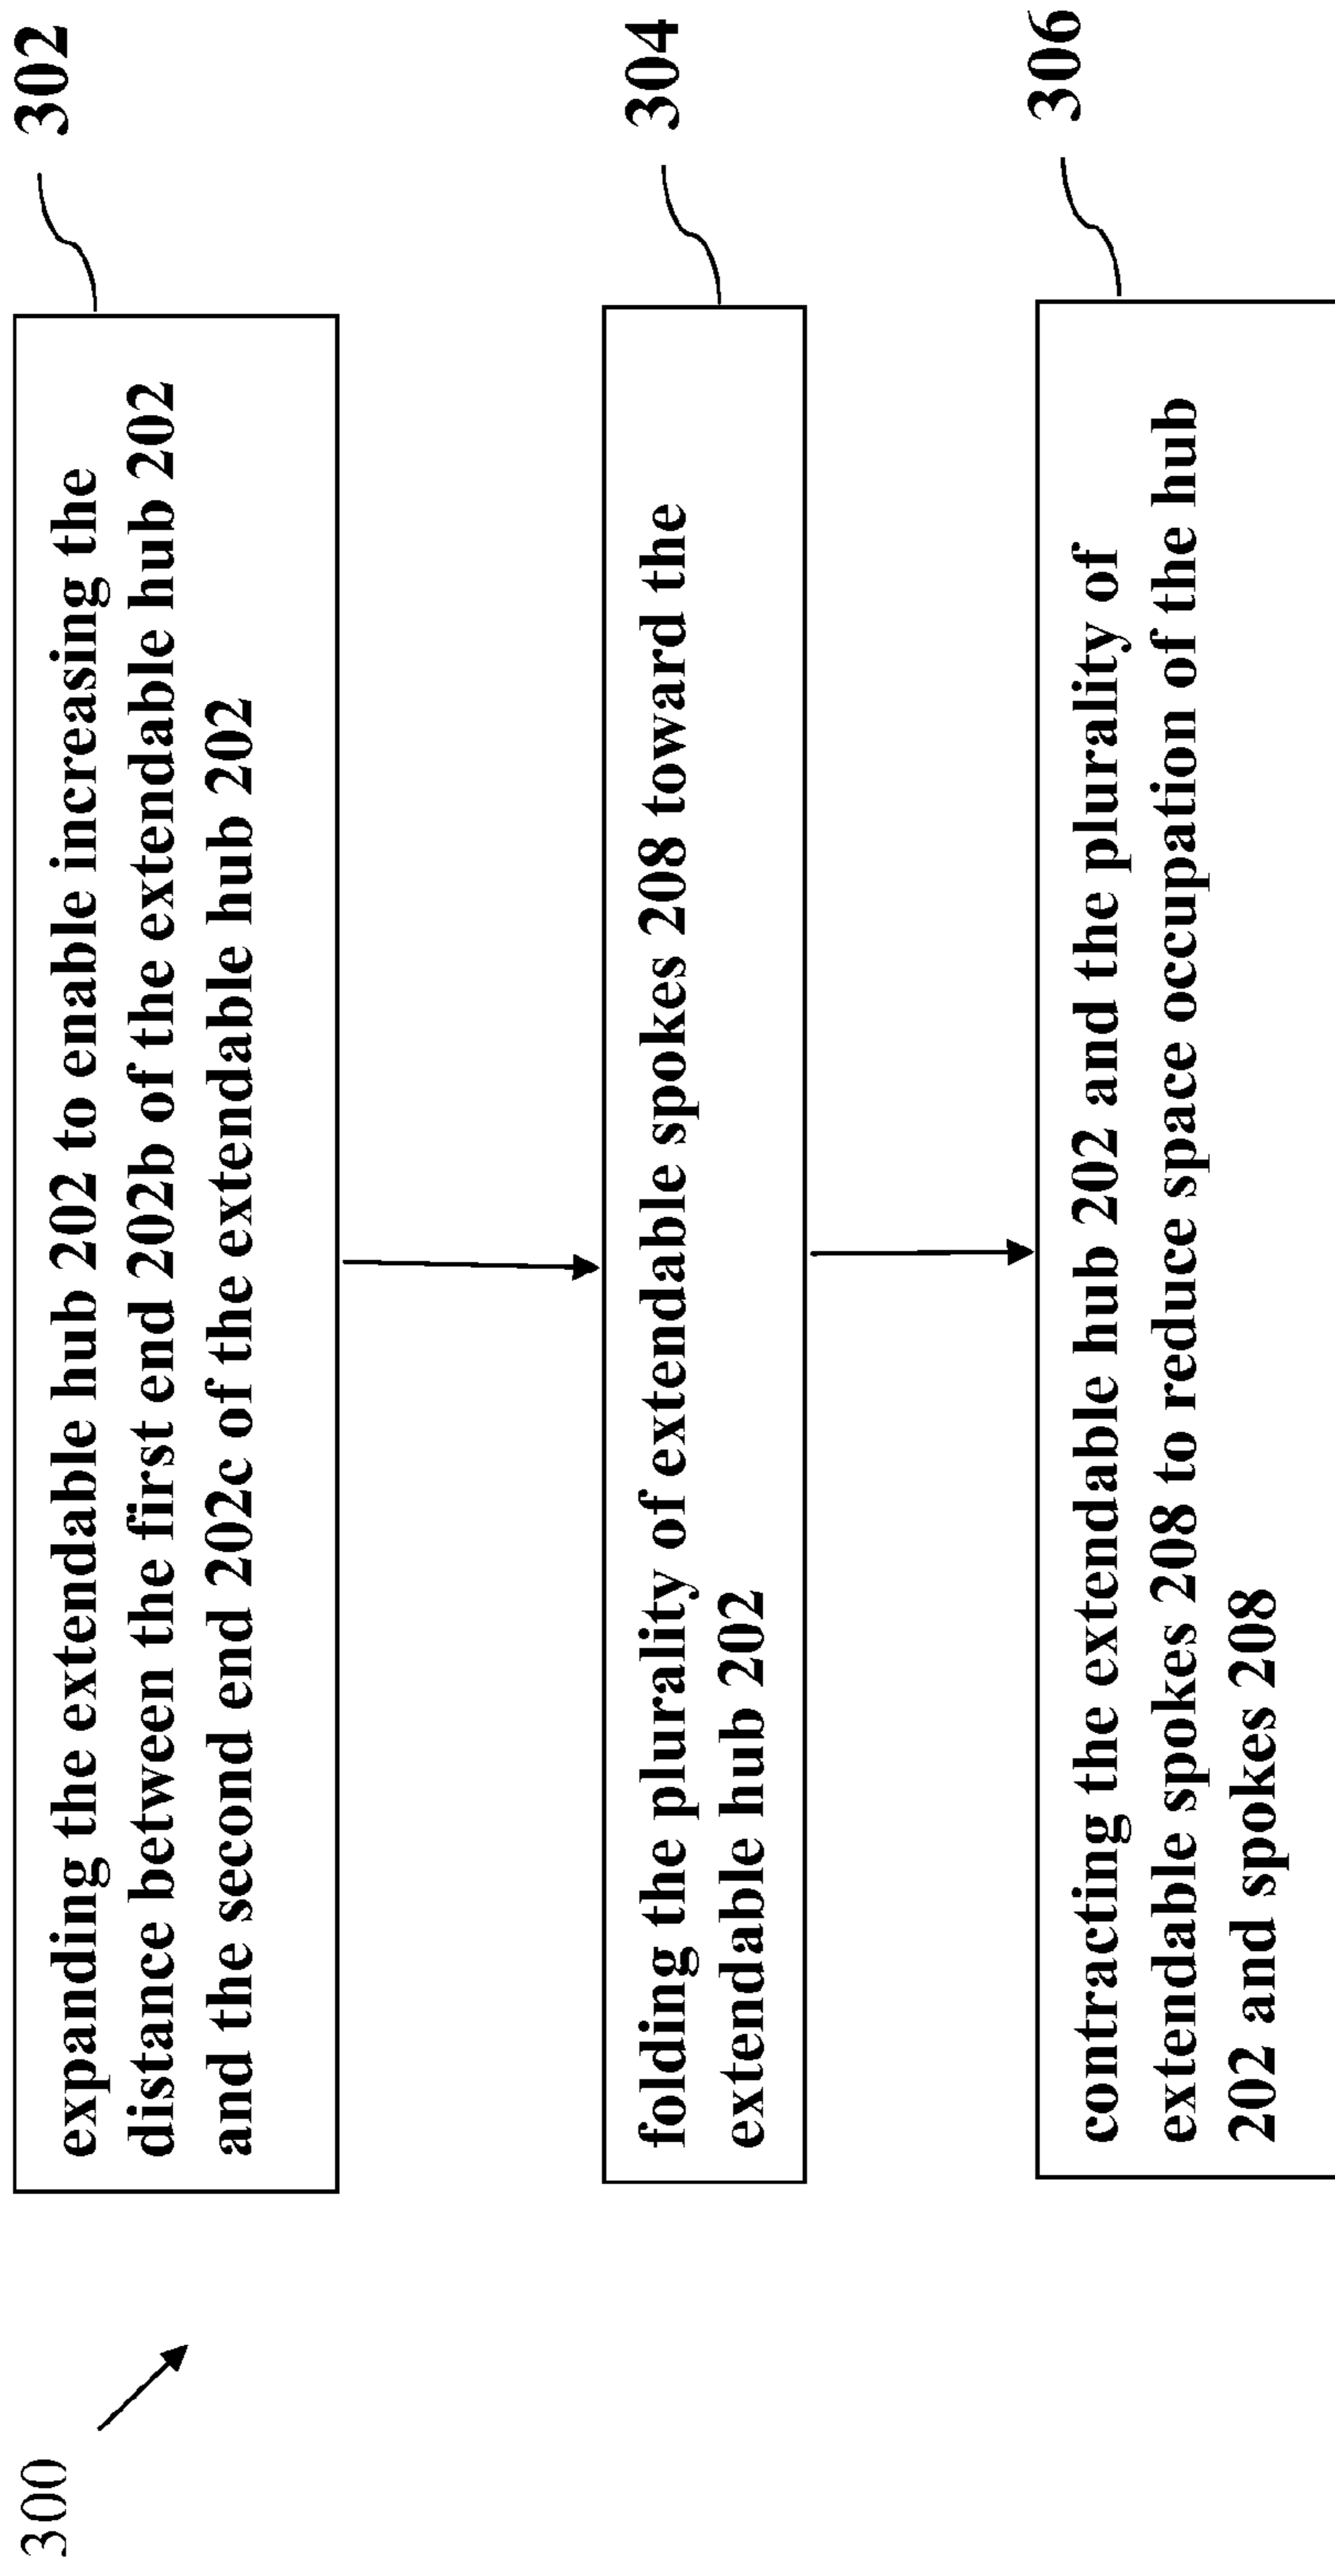 300
302
expanding the extendable hub 202 to enable increasing the
distance between the first end 202b of the extendable hub 202
and the second end 202c of the extendable hub 202
304
folding the plurality of extendable spokes 208 toward the
extendable hub 202
306
contracting the extendable hub 202 and the plurality of
extendable spokes 208 to reduce space occupation of the hub
202 and spokes 208